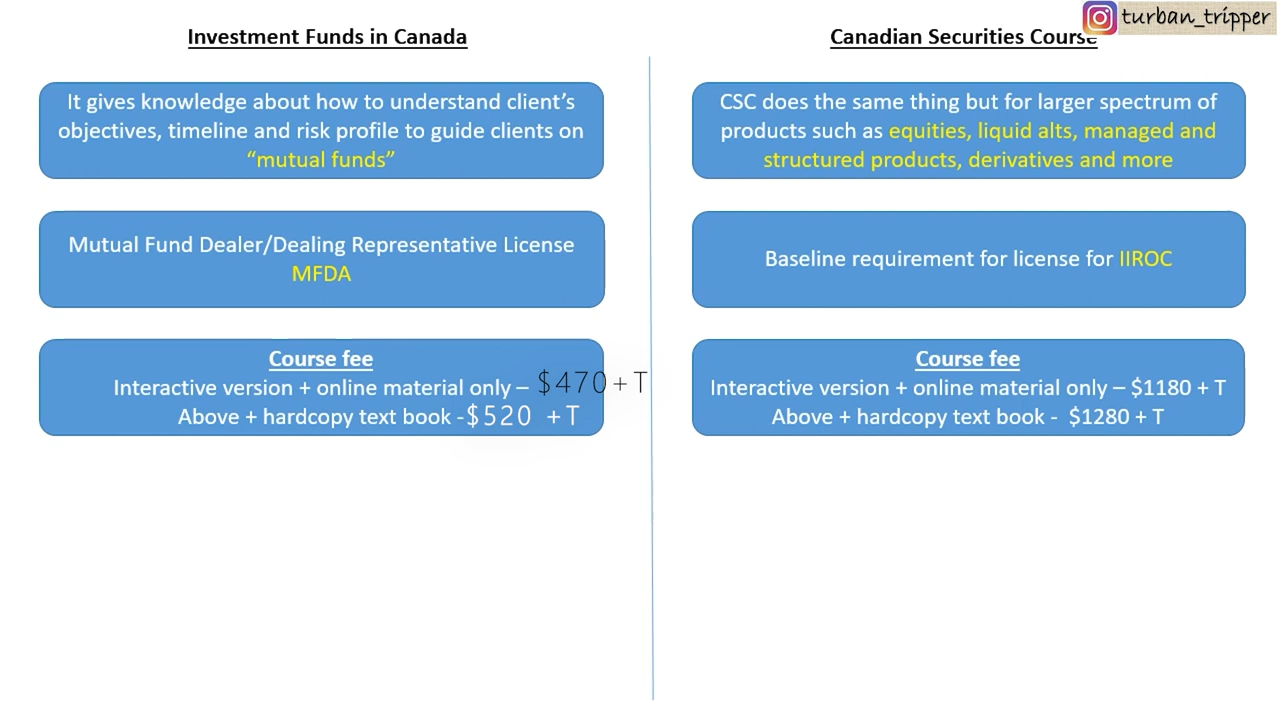 turban_tripper
Investment Funds in Canada
It gives knowledge about how to understand client's
objectives, timeline and risk profile to guide clients on
“mutual funds”
Mutual Fund Dealer/Dealing Representative License
MFDA
Course fee
Interactive version + online material only – $470+T
Above + hardcopy text book -$520 +T
Canadian Securities Course
CSC does the same thing but for larger spectrum of
products such as equities, liquid alts, managed and
structured products, derivatives and more
Baseline requirement for license for IIROC
Course fee
Interactive version + online material only – $1180 + T
Above + hardcopy text book - $1280 + T